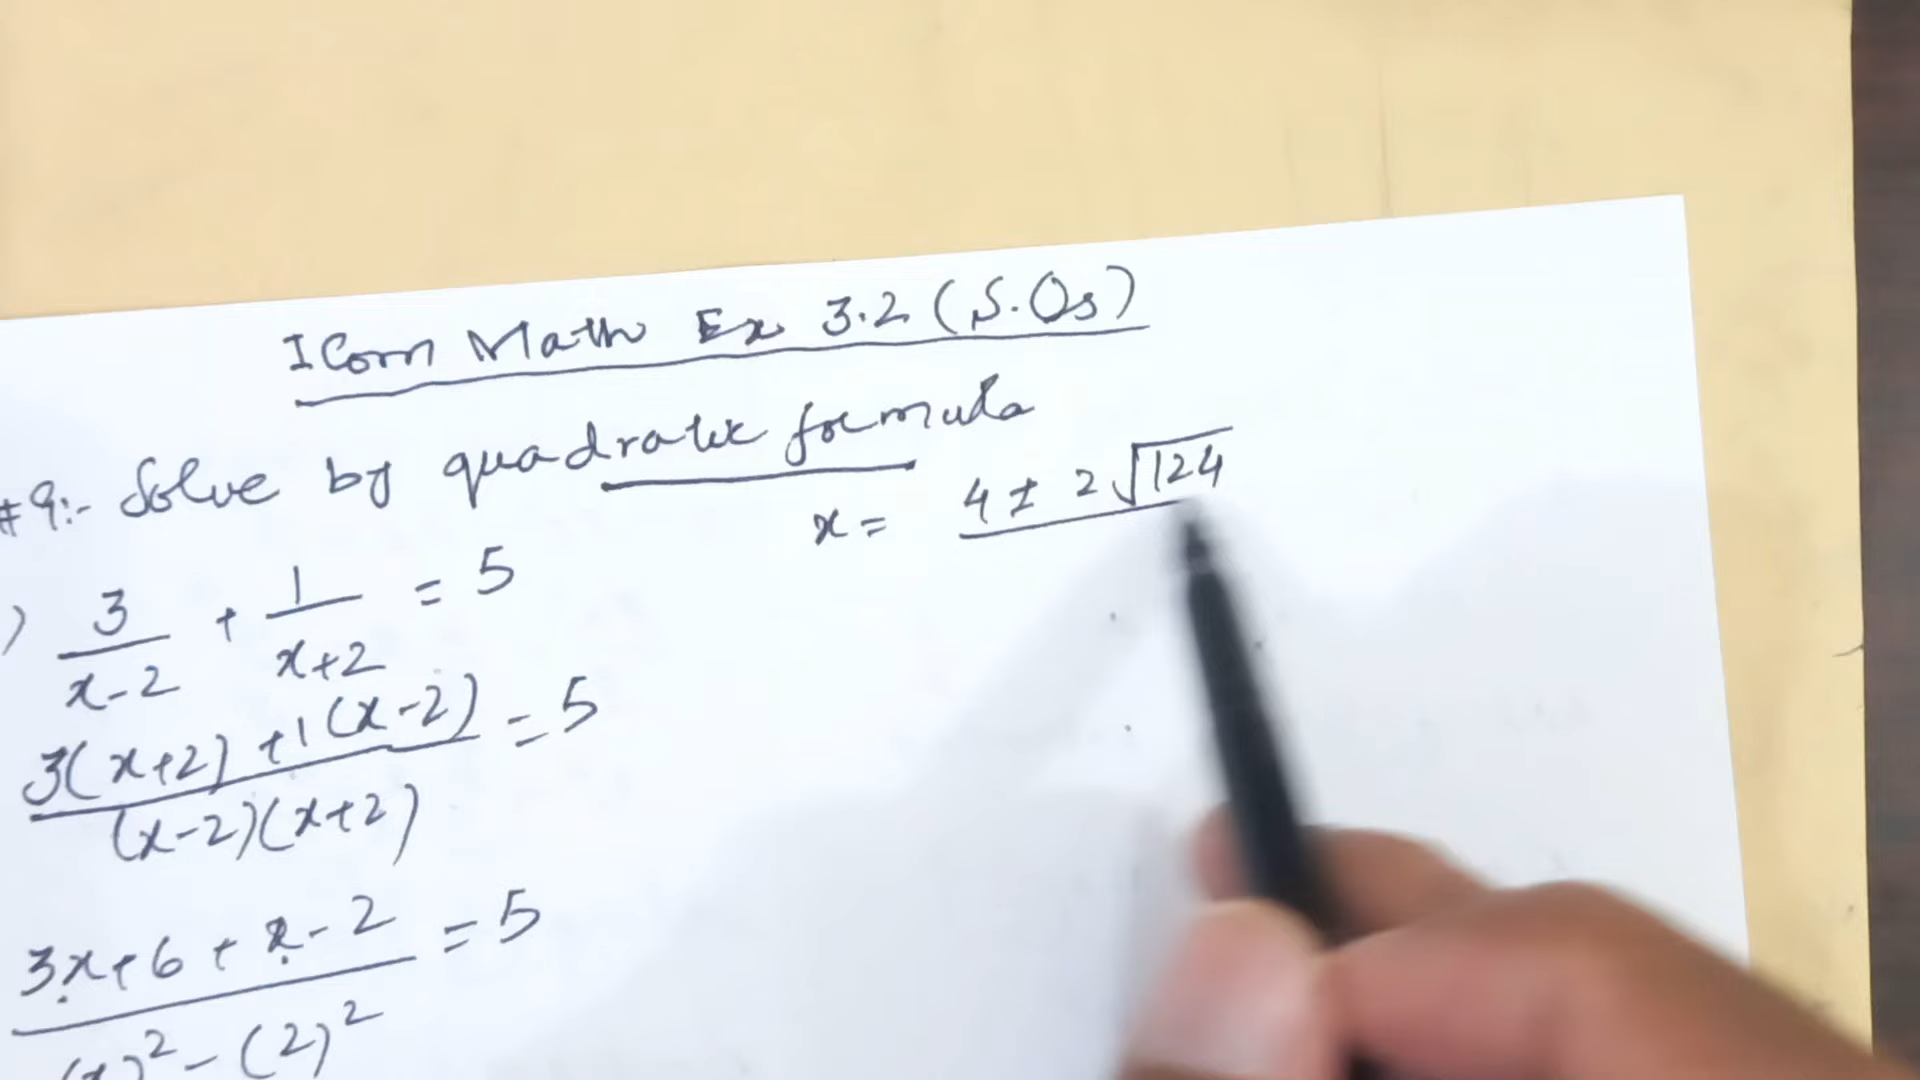 I Com Math Ex 3.2 (S.Qs)
#9:- Solve by quadratic formula
x = 4 ± 2√124
) 3/x-2 + 1/x+2 = 5
3(x+2) +1(x-2)/(x-2)(x+2) = 5
3x+6 + x-2/(x)² - (2)² = 5